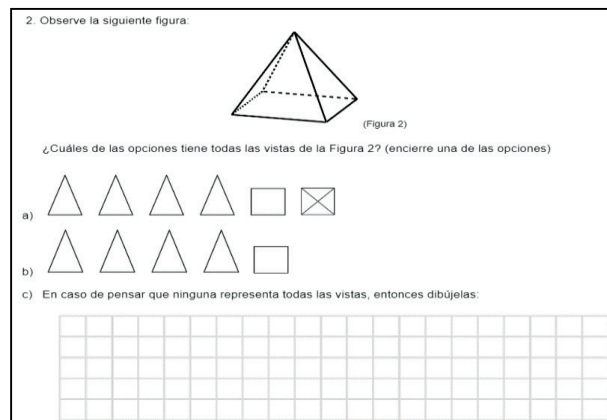 2. Observe la siguiente figura:
(Figura 2)
¿Cuáles de las opciones tiene todas las vistas de la Figura 2? (encierre una de las opciones)
a)
b)
c) En caso de pensar que ninguna representa todas las vistas, entonces dibújelas: